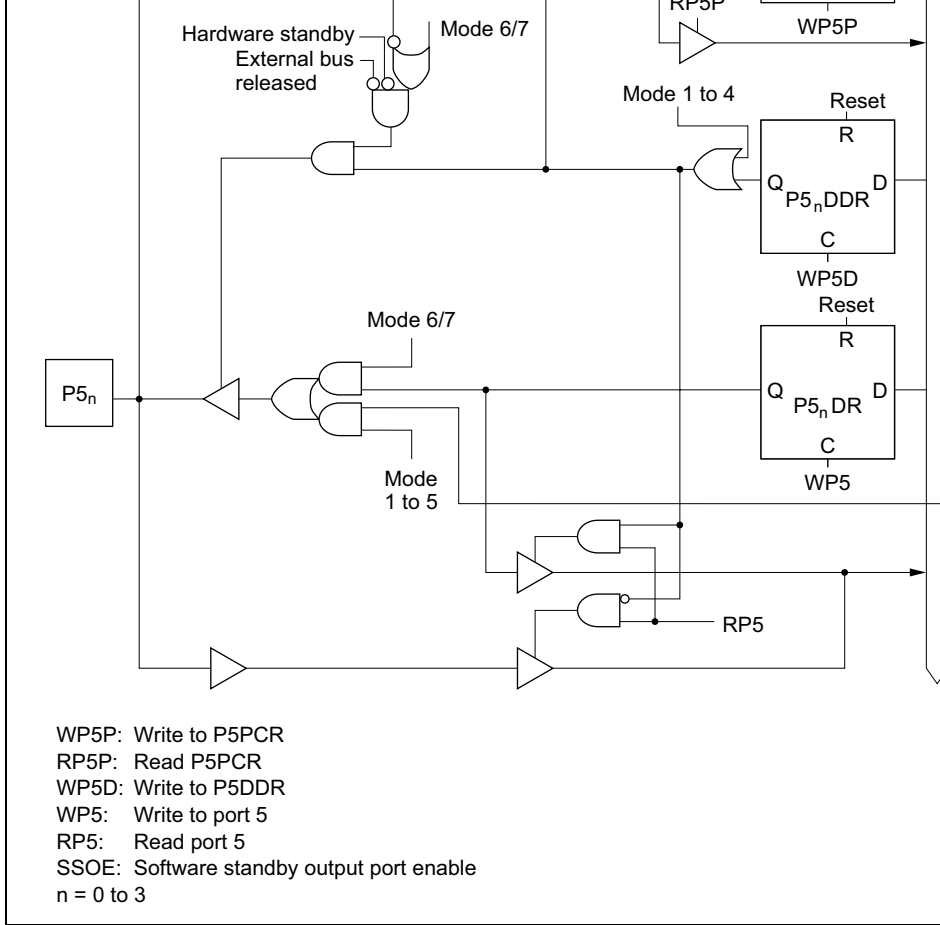 RP5P
WP5P
Hardware standby
External bus
released
Mode 6/7
Mode 1 to 4
Reset
R
Q
P5nDDR
D
C
WP5D
Reset
R
Mode 6/7
P5n
Q
P5nDR
D
C
WP5
Mode
1 to 5
RP5
WP5P: Write to P5PCR
RP5P: Read P5PCR
WP5D: Write to P5DDR
WP5: Write to port 5
RP5: Read port 5
SSOE: Software standby output port enable
n = 0 to 3